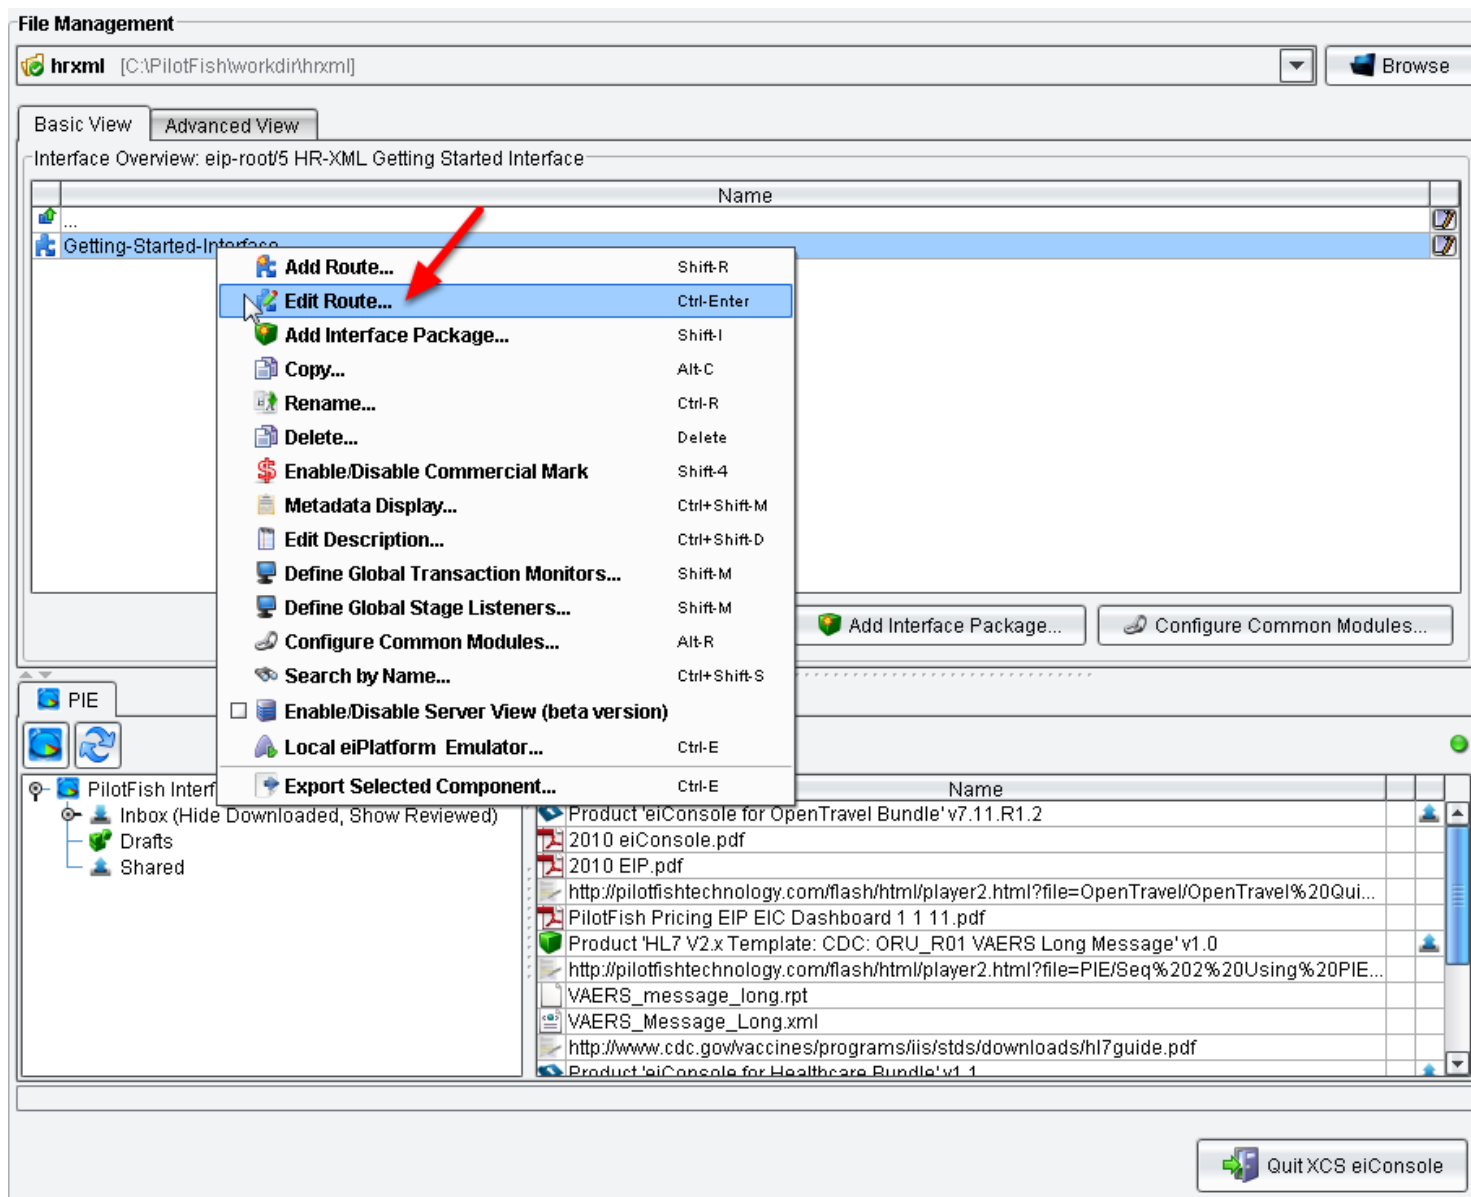 File Management
hrxml [C:\PilotFish\workdir\hrxml]
Browse
Basic View
Advanced View
Interface Overview: eip-root/5 HR-XML Getting Started Interface
Name
...
Getting-Started-Interface
Add Route... Shift-R
Edit Route... Ctrl-Enter
Add Interface Package... Shift-I
Copy... Alt-C
Rename... Ctrl-R
Delete... Delete
Enable/Disable Commercial Mark Shift-4
Metadata Display... Ctrl+Shift-M
Edit Description... Ctrl+Shift-D
Define Global Transaction Monitors... Shift-M
Define Global Stage Listeners... Shift-M
Configure Common Modules... Alt-R
Search by Name... Ctrl+Shift-S
Enable/Disable Server View (beta version)
Local eiPlatform Emulator... Ctrl-E
Export Selected Component... Ctrl-E
Add Interface Package...
Configure Common Modules...
PIE
PilotFish Interf
Inbox (Hide Downloaded, Show Reviewed)
Drafts
Shared
Name
Product 'eiConsole for OpenTravel Bundle' v7.11.R1.2
2010 eiConsole.pdf
2010 EIP.pdf
http://pilotfishtechnology.com/flash/html/player2.html?file=OpenTravel/OpenTravel%20Qui...
PilotFish Pricing EIP EIC Dashboard 1 1 11.pdf
Product 'HL7 V2.x Template: CDC: ORU_R01 VAERS Long Message' v1.0
http://pilotfishtechnology.com/flash/html/player2.html?file=PIE/Seq%202%20Using%20PIE...
VAERS_message_long.rpt
VAERS_Message_Long.xml
http://www.cdc.gov/vaccines/programs/iis/stds/downloads/hl7guide.pdf
Product 'eiConsole for Healthcare Bundle' v1.1
Quit XCS eiConsole